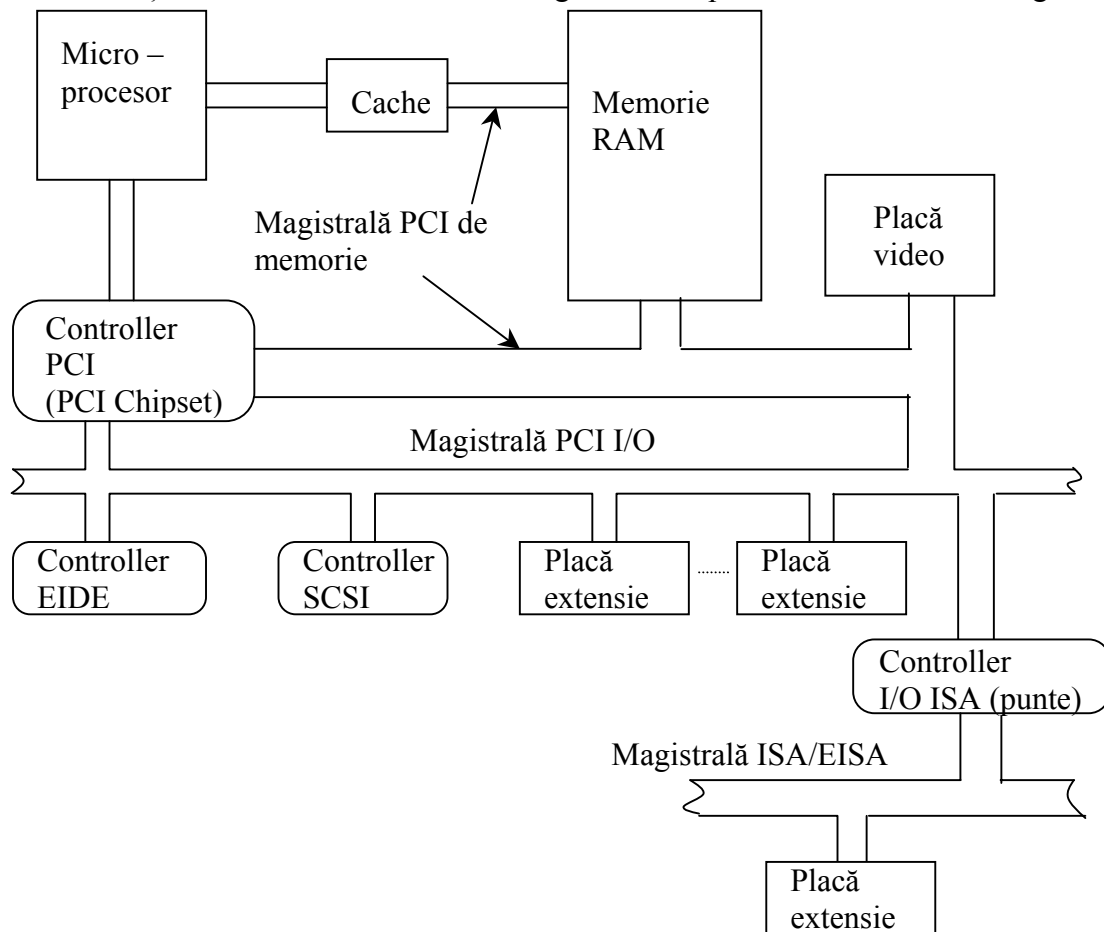 Micro –
procesor
Cache
Memorie
RAM
Magistrală PCI de
memorie
Placă
video
Controller
PCI
(PCI Chipset)
Magistrală PCI I/O
Controller
EIDE
Controller
SCSI
Placă
extensie
........
Placă
extensie
Controller
I/O ISA (punte)
Magistrală ISA/EISA
Placă
extensie